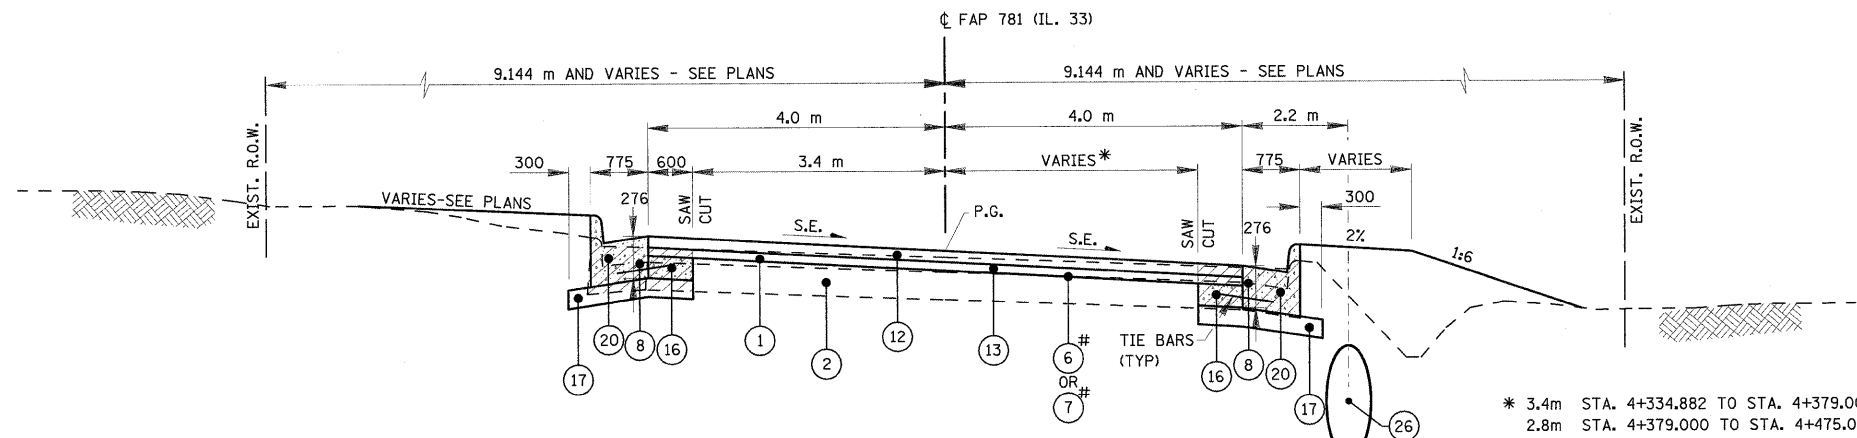 ℄ FAP 781 (IL. 33)
9.144 m AND VARIES - SEE PLANS
9.144 m AND VARIES - SEE PLANS
4.0 m
4.0 m
2.2 m
EXIST. R.O.W.
300
775
600
3.4 m
VARIES*
775
VARIES
EXIST. R.O.W.
VARIES-SEE PLANS
276
SAW CUT
P.G.
S.E.
S.E.
SAW CUT
276
300
2%
1:6
17
20
8
16
1
2
12
13
6#
OR
7#
TIE BARS
(TYP)
16
8
20
17
26
* 3.4m STA. 4+334.882 TO STA. 4+379.0
2.8m STA. 4+379.000 TO STA. 4+475.0